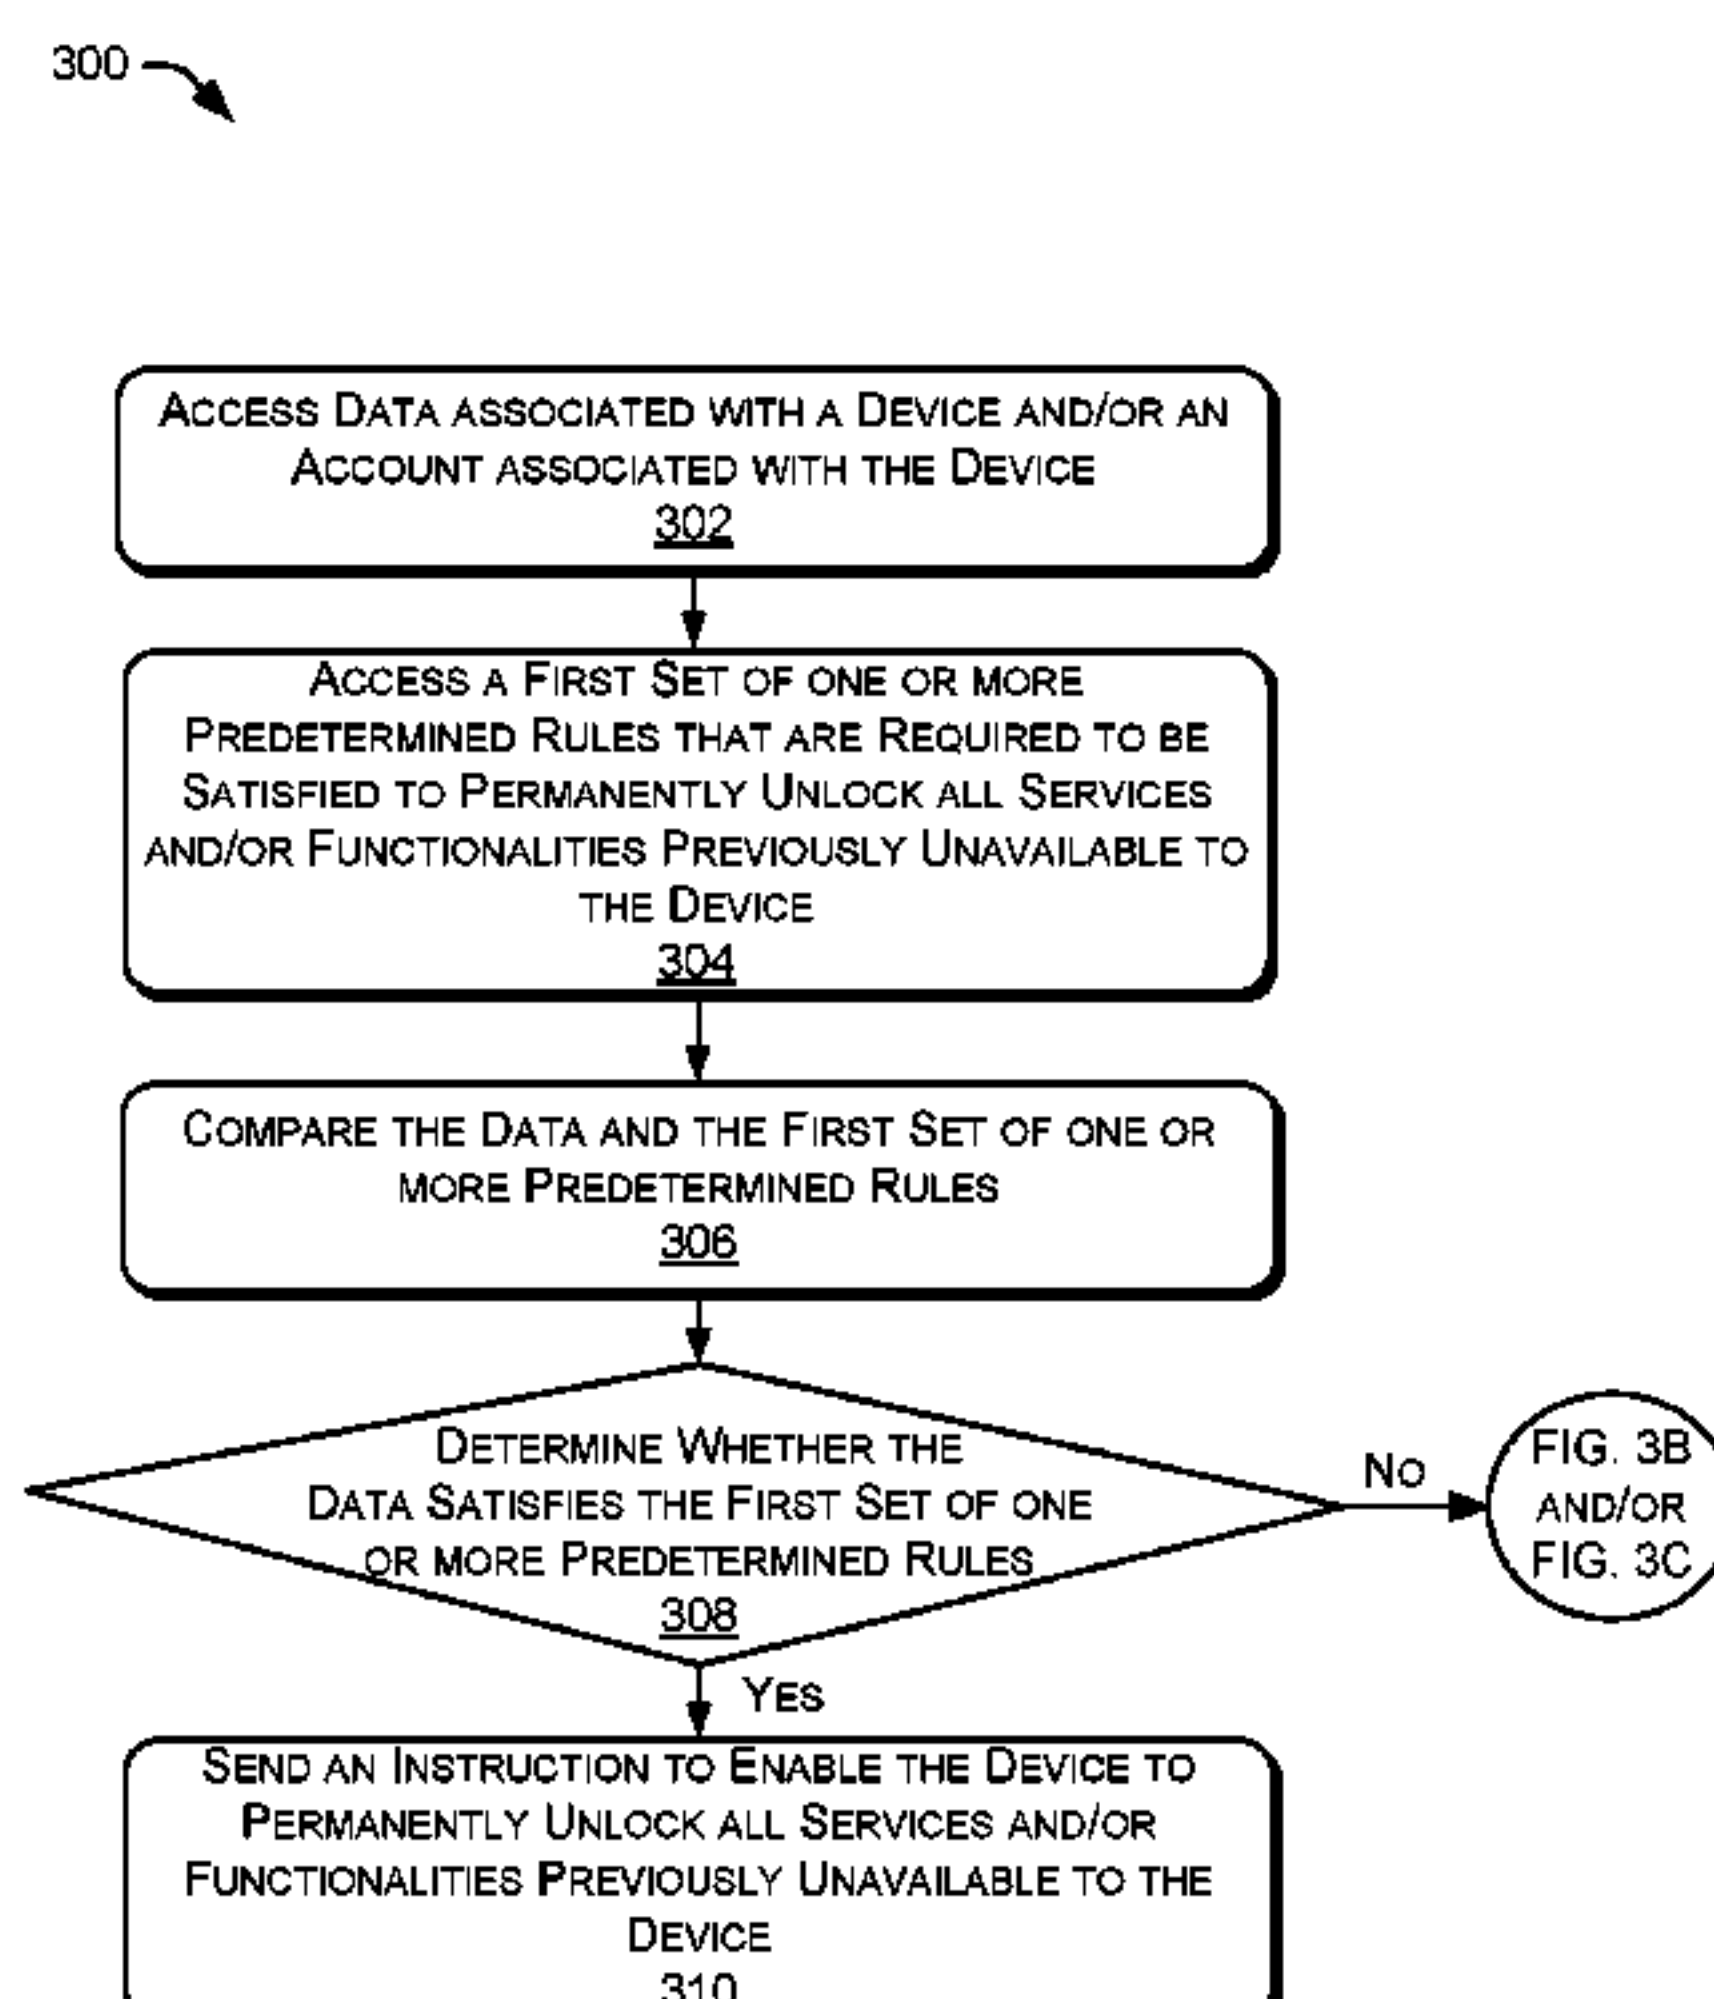 300
ACCESS DATA ASSOCIATED WITH A DEVICE AND/OR AN
ACCOUNT ASSOCIATED WITH THE DEVICE
302
ACCESS A FIRST SET OF ONE OR MORE
PREDETERMINED RULES THAT ARE REQUIRED TO BE
SATISFIED TO PERMANENTLY UNLOCK ALL SERVICES
AND/OR FUNCTIONALITIES PREVIOUSLY UNAVAILABLE TO
THE DEVICE
304
COMPARE THE DATA AND THE FIRST SET OF ONE OR
MORE PREDETERMINED RULES
306
DETERMINE WHETHER THE
DATA SATISFIES THE FIRST SET OF ONE
OR MORE PREDETERMINED RULES
308
NO
FIG. 3B
AND/OR
FIG. 3C
YES
SEND AN INSTRUCTION TO ENABLE THE DEVICE TO
PERMANENTLY UNLOCK ALL SERVICES AND/OR
FUNCTIONALITIES PREVIOUSLY UNAVAILABLE TO THE
DEVICE
310